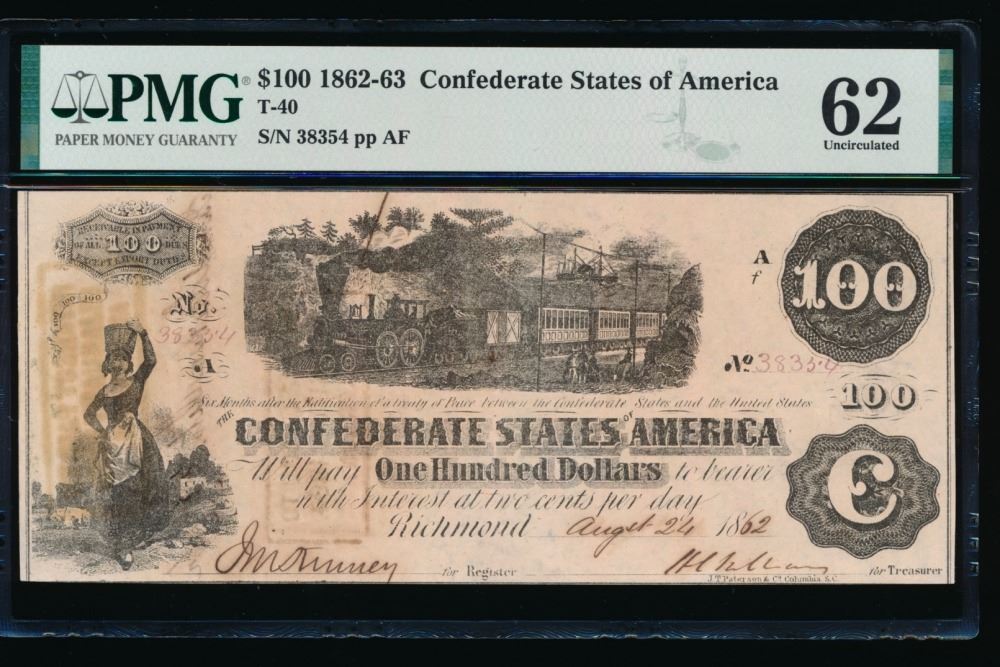 PMG®
PAPER MONEY GUARANTY
$100 1862-63 Confederate States of America
T-40
S/N 38354 pp AF
62
Uncirculated
RECEIVABLE IN PAYMENT
OF ALL 100 DUES
EXCEPT EXPORT DUTIES
100 100
No.
38354
A
A
f
100
No 38354
100
Six Months after the Ratification of a treaty of Peace between the Confederate States and the United States
THE CONFEDERATE STATES OF AMERICA
Will pay One Hundred Dollars to bearer
with Interest at two cents per day
Richmond Augst 24 1862
C
for Register
for Treasurer
J.T. Paterson & Co Columbia S.C.